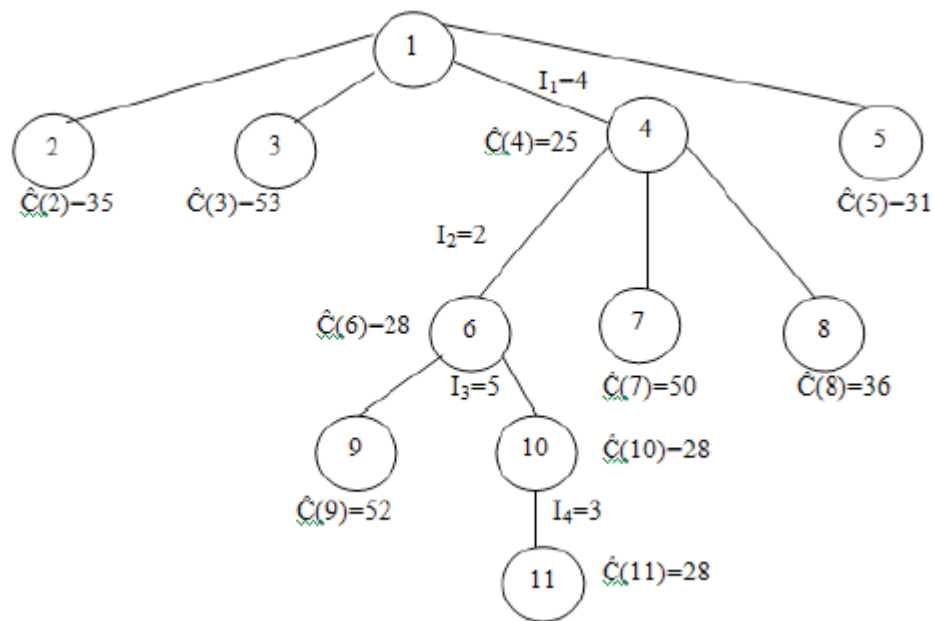 1
I₁=4
2
3
4
5
Ĉ(4)=25
Ĉ(2)=35
Ĉ(3)=53
Ĉ(5)=31
I₂=2
Ĉ(6)=28
6
7
8
I₃=5
Ĉ(7)=50
Ĉ(8)=36
9
10
Ĉ(10)=28
Ĉ(9)=52
I₄=3
11
Ĉ(11)=28